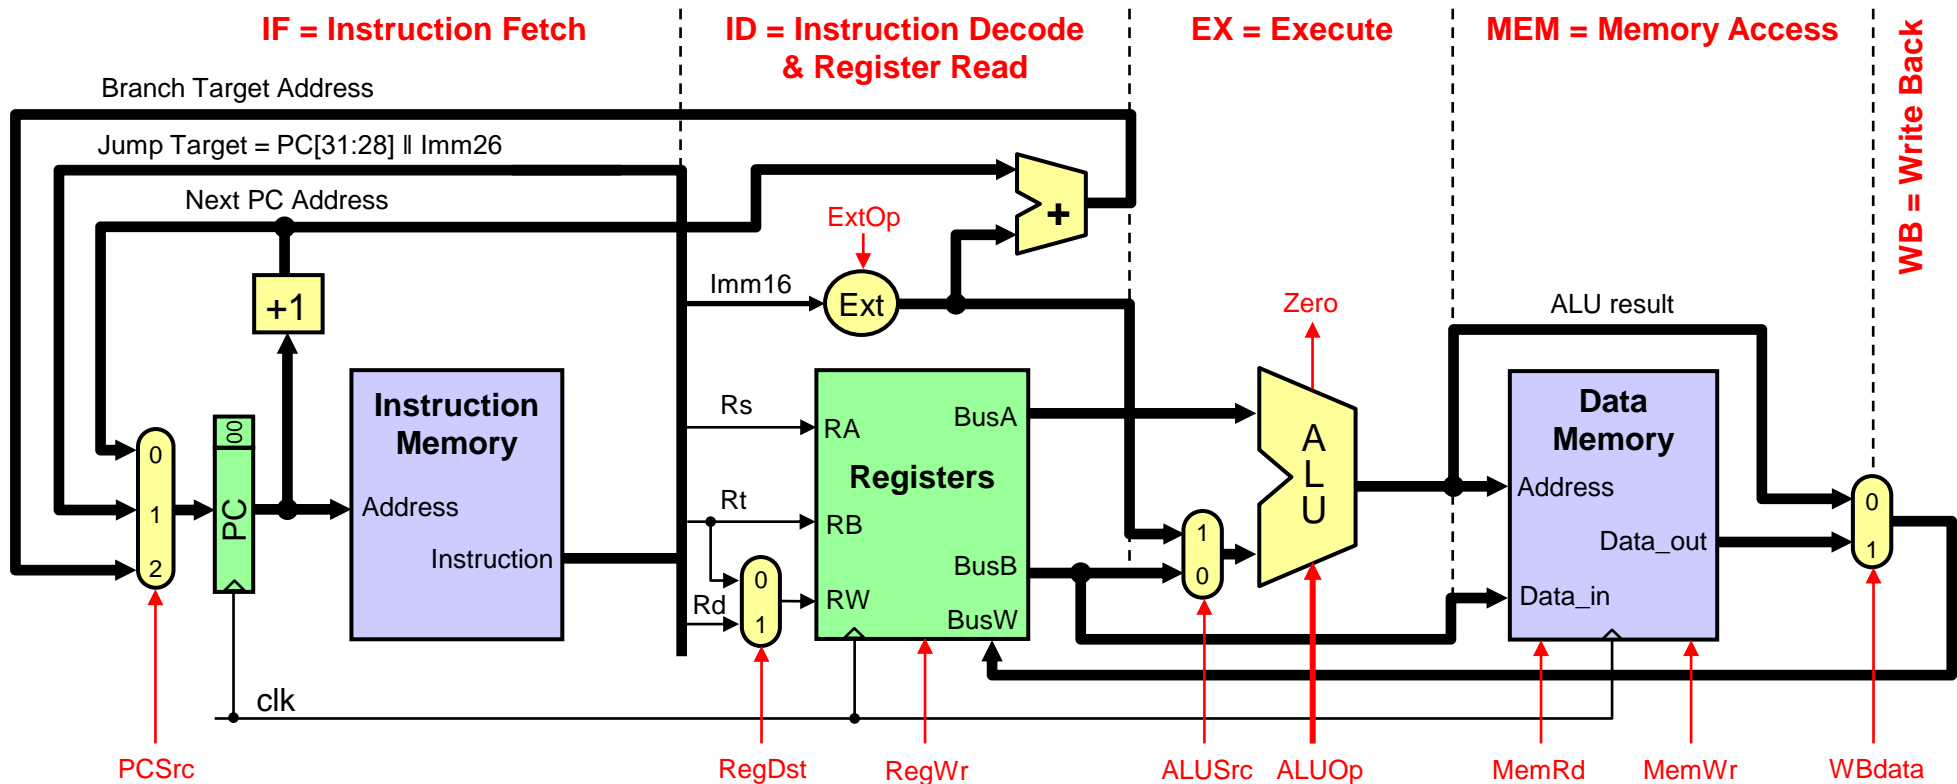 IF = Instruction Fetch
ID = Instruction Decode
& Register Read
EX = Execute
MEM = Memory Access
WB = Write Back
Branch Target Address
Jump Target = PC[31:28] ‖ Imm26
Next PC Address
+
ExtOp
+1
Imm16
Ext
Zero
ALU result
Instruction
Memory
Address
Instruction
00
PC
0
1
2
Rs
Rt
Rd
0
1
RA
BusA
Registers
RB
BusB
RW
BusW
1
0
A
L
U
Data
Memory
Address
Data_out
Data_in
0
1
clk
PCSrc
RegDst
RegWr
ALUSrc
ALUOp
MemRd
MemWr
WBdata